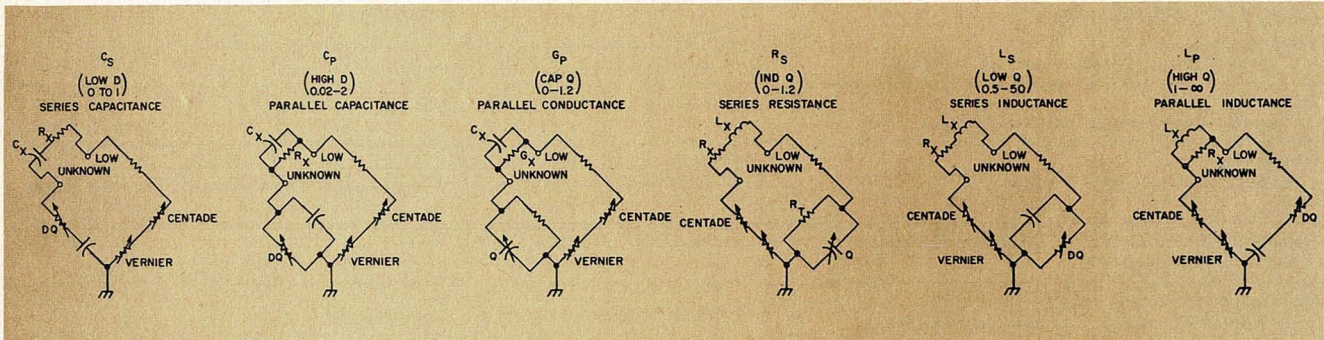 CS
(LOW D)
(0 TO 1)
SERIES CAPACITANCE
CX
RX
LOW
UNKNOWN
DQ
CENTADE
VERNIER
CP
(HIGH D)
(0.02-2)
PARALLEL CAPACITANCE
CX
RX
LOW
UNKNOWN
CENTADE
DQ
VERNIER
GP
(CAP Q)
(0-1.2)
PARALLEL CONDUCTANCE
CX
GX
LOW
UNKNOWN
CENTADE
Q
VERNIER
RS
(IND Q)
(0-1.2)
SERIES RESISTANCE
LX
RX
LOW
UNKNOWN
CENTADE
RT
VERNIER
Q
LS
(LOW Q)
(0.5-50)
SERIES INDUCTANCE
LX
RX
LOW
UNKNOWN
CENTADE
VERNIER
DQ
LP
(HIGH Q)
(1-∞)
PARALLEL INDUCTANCE
LX
RX
LOW
UNKNOWN
CENTADE
DQ
VERNIER